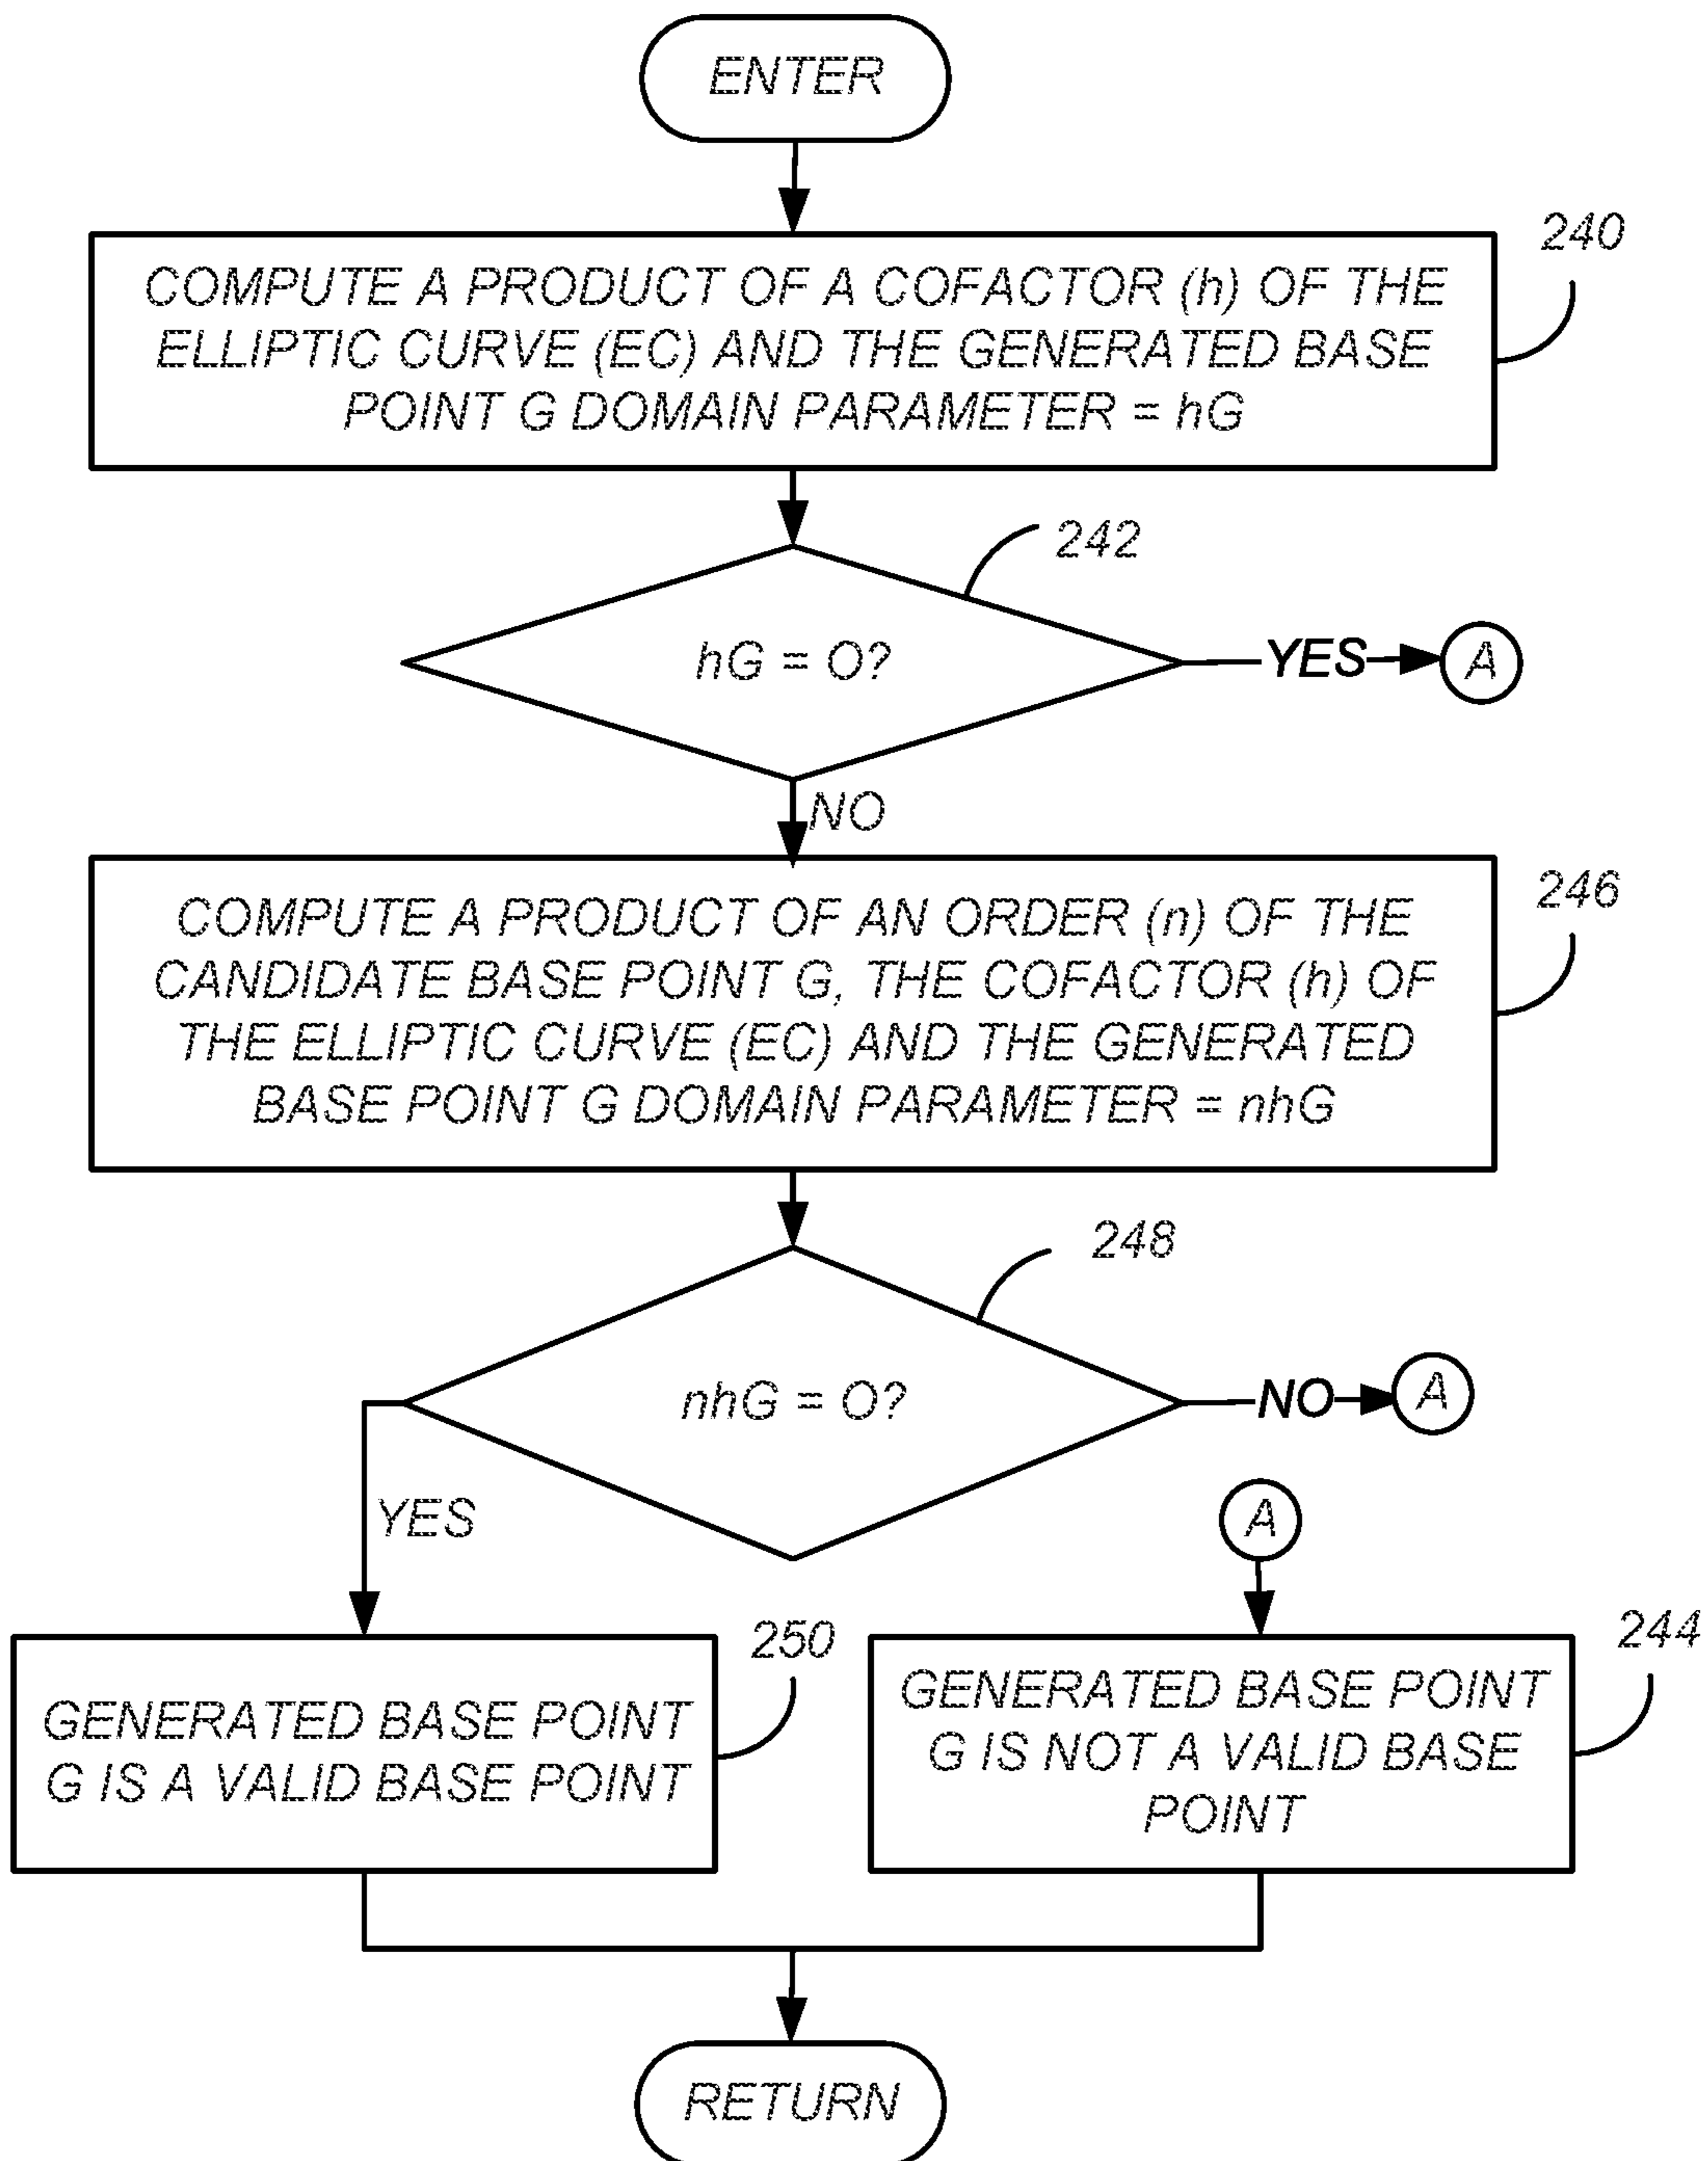 ENTER
240
COMPUTE A PRODUCT OF A COFACTOR (h) OF THE
ELLIPTIC CURVE (EC) AND THE GENERATED BASE
POINT G DOMAIN PARAMETER = hG
242
hG = O?
YES
A
NO
246
COMPUTE A PRODUCT OF AN ORDER (n) OF THE
CANDIDATE BASE POINT G, THE COFACTOR (h) OF
THE ELLIPTIC CURVE (EC) AND THE GENERATED
BASE POINT G DOMAIN PARAMETER = nhG
248
nhG = O?
NO
A
YES
A
250
GENERATED BASE POINT
G IS A VALID BASE POINT
244
GENERATED BASE POINT
G IS NOT A VALID BASE
POINT
RETURN